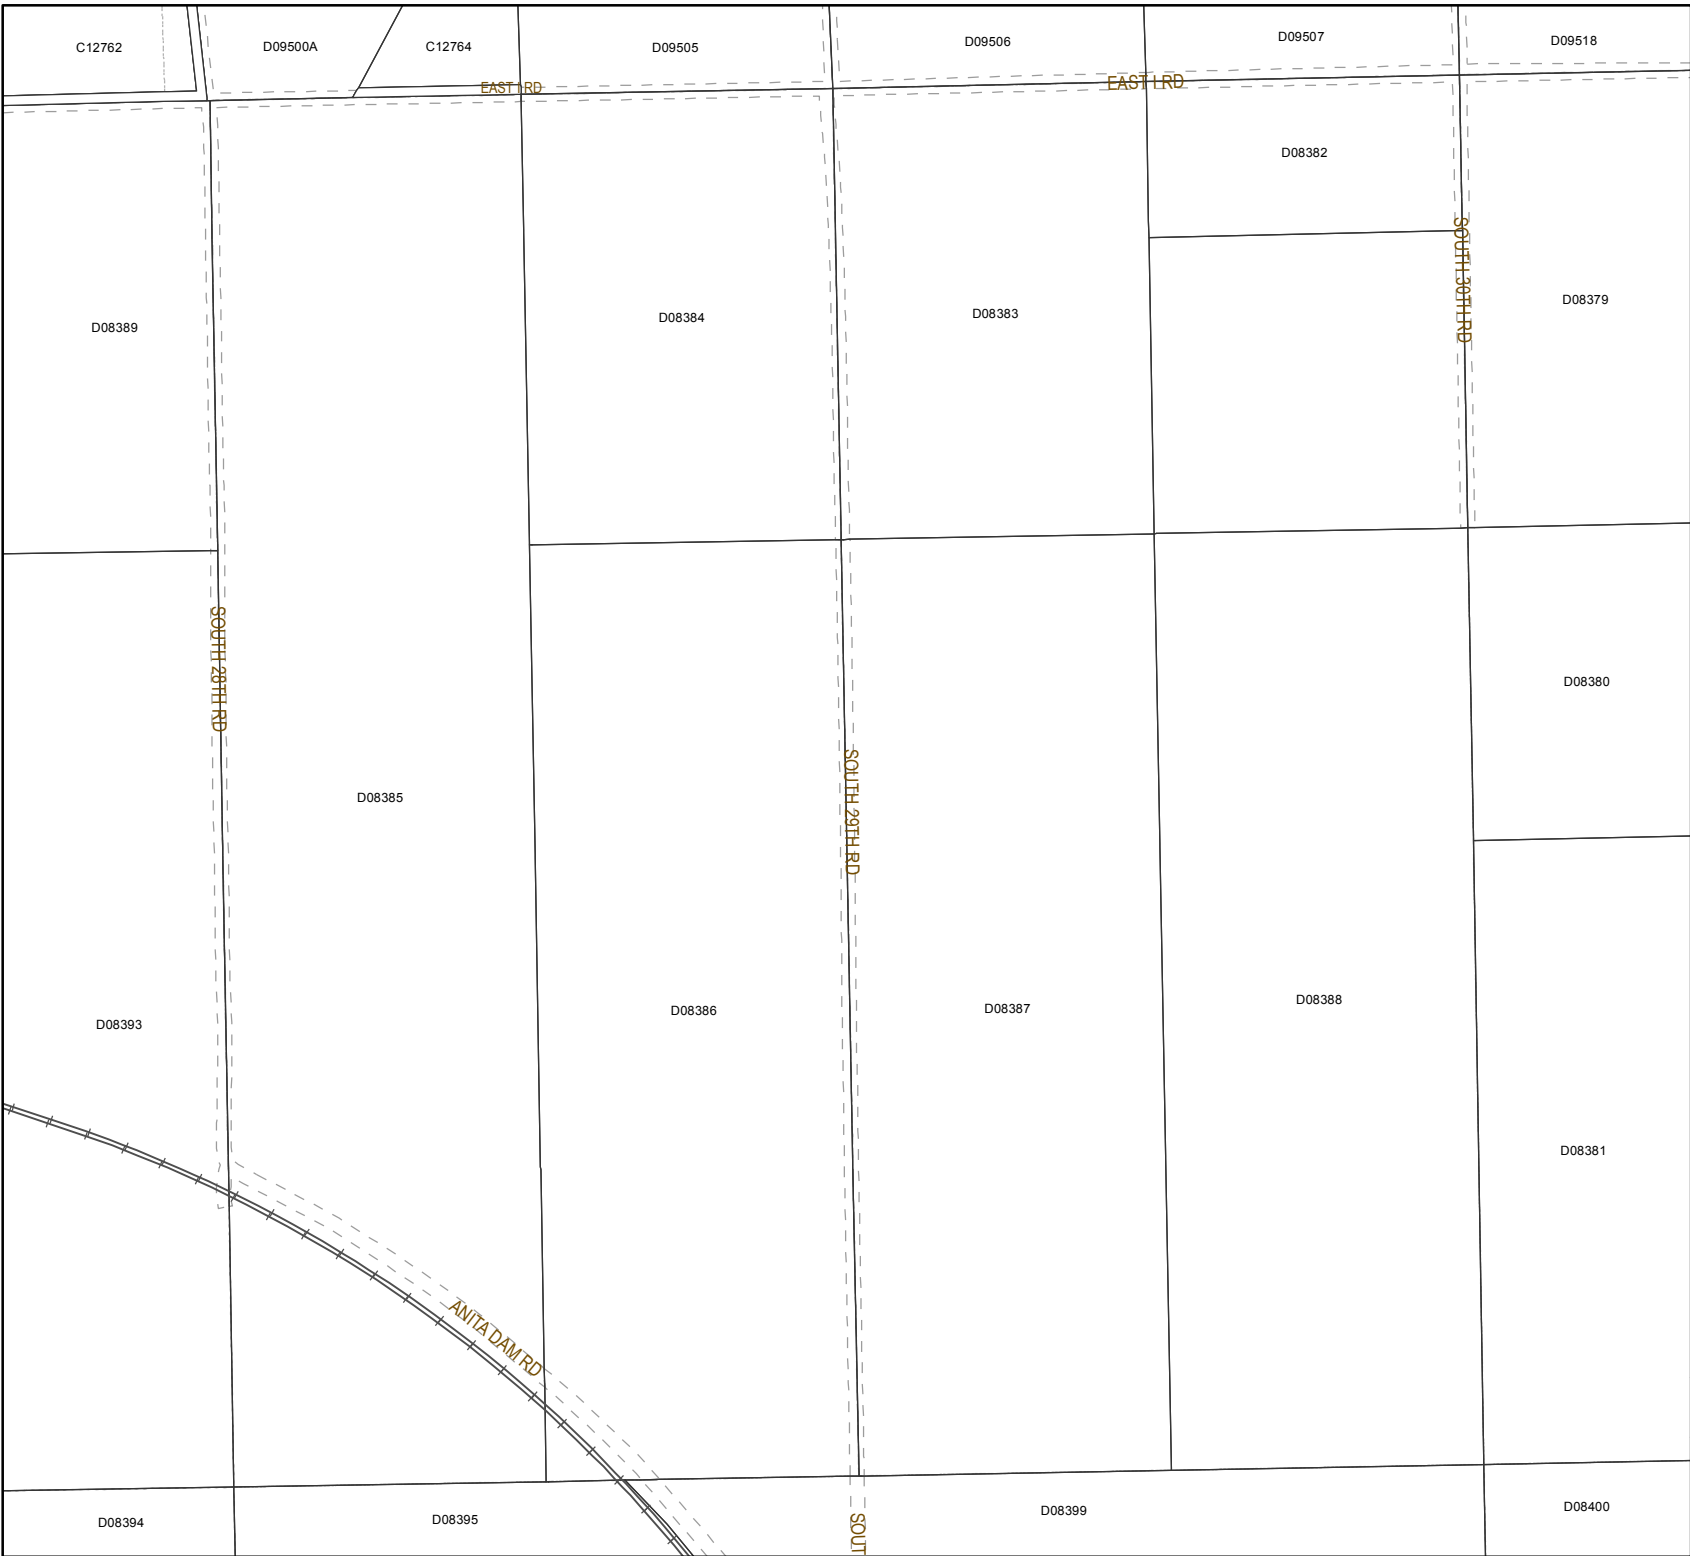 C12762
D09500A
C12764
D09505
D09506
D09507
D09518
EAST I RD
EAST I RD
D08382
SOUTH 30TH RD
D08379
D08389
D08384
D08383
SOUTH 28TH RD
D08380
D08385
SOUTH 29TH RD
D08393
D08386
D08387
D08388
D08381
ANITA DAM RD
D08394
D08395
SOUT
D08399
D08400